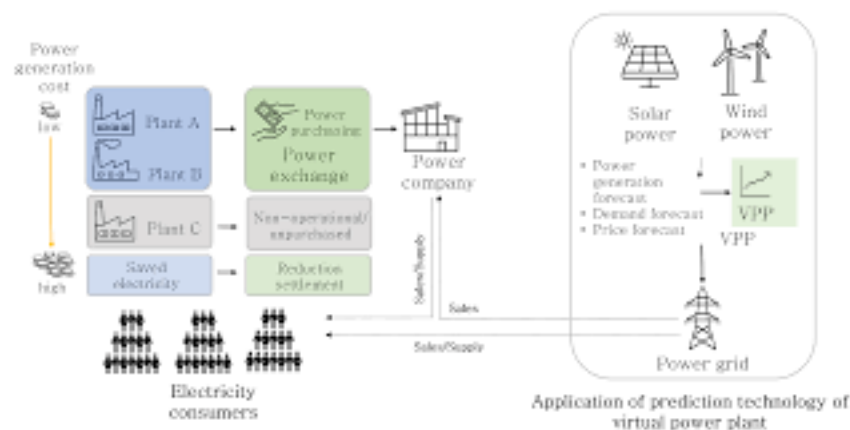 Power
generation
cost
low
high
Plant A
Plant B
Power
purchasing
Power
exchange
Power
company
Plant C
Non-operational/
unpurchased
Saved
electricity
Reduction
settlement
Sales/Supply
Sales
Sales/Supply
Electricity
consumers
Solar
power
Wind
power
• Power
generation
forecast
• Demand forecast
• Price forecast
VPP
VPP
Power grid
Application of prediction technology of
virtual power plant